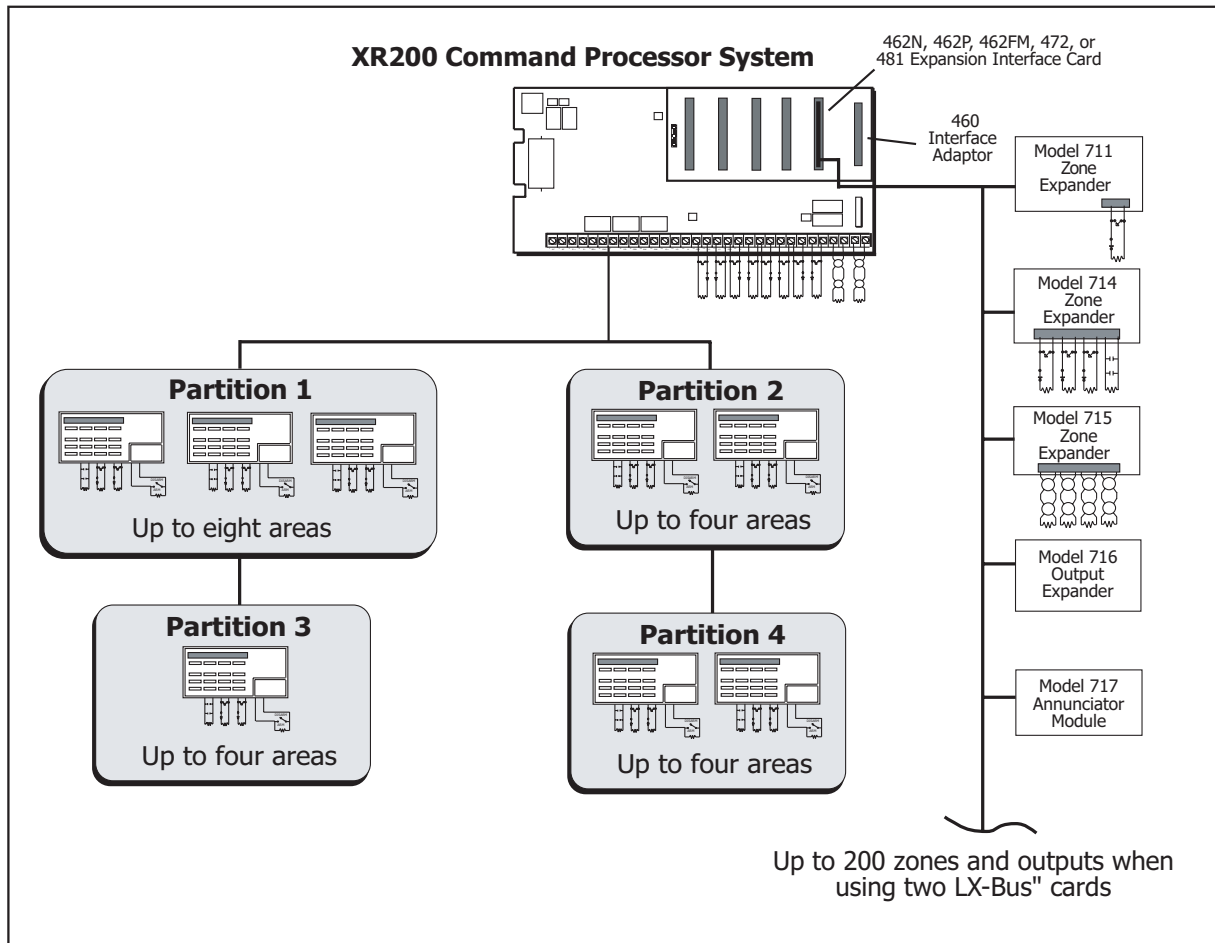 XR200 Command Processor System
462N, 462P, 462FM, 472, or
481 Expansion Interface Card
460
Interface
Adaptor
Model 711
Zone
Expander
Model 714
Zone
Expander
Model 715
Zone
Expander
Model 716
Output
Expander
Model 717
Annunciator
Module
Partition 1
Up to eight areas
Partition 2
Up to four areas
Partition 3
Up to four areas
Partition 4
Up to four areas
Up to 200 zones and outputs when
using two LX-Bus" cards